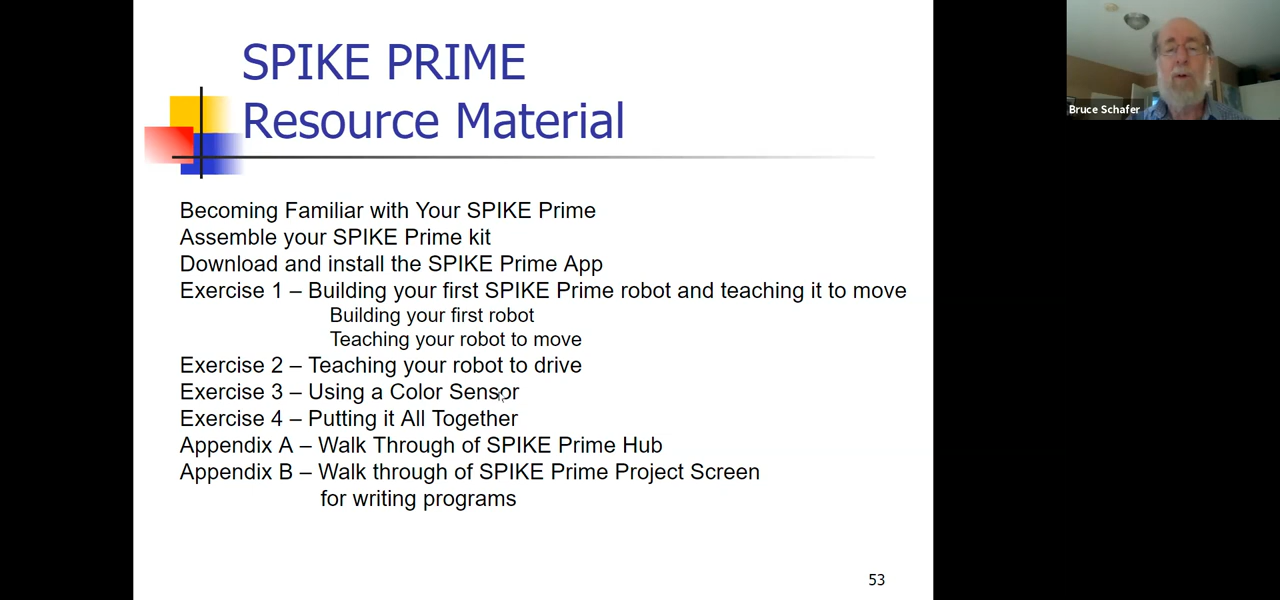 SPIKE PRIME
Resource Material
Bruce Schafer
Becoming Familiar with Your SPIKE Prime
Assemble your SPIKE Prime kit
Download and install the SPIKE Prime App
Exercise 1 – Building your first SPIKE Prime robot and teaching it to move
Building your first robot
Teaching your robot to move
Exercise 2 – Teaching your robot to drive
Exercise 3 – Using a Color Sensor
Exercise 4 – Putting it All Together
Appendix A – Walk Through of SPIKE Prime Hub
Appendix B – Walk through of SPIKE Prime Project Screen
for writing programs
53